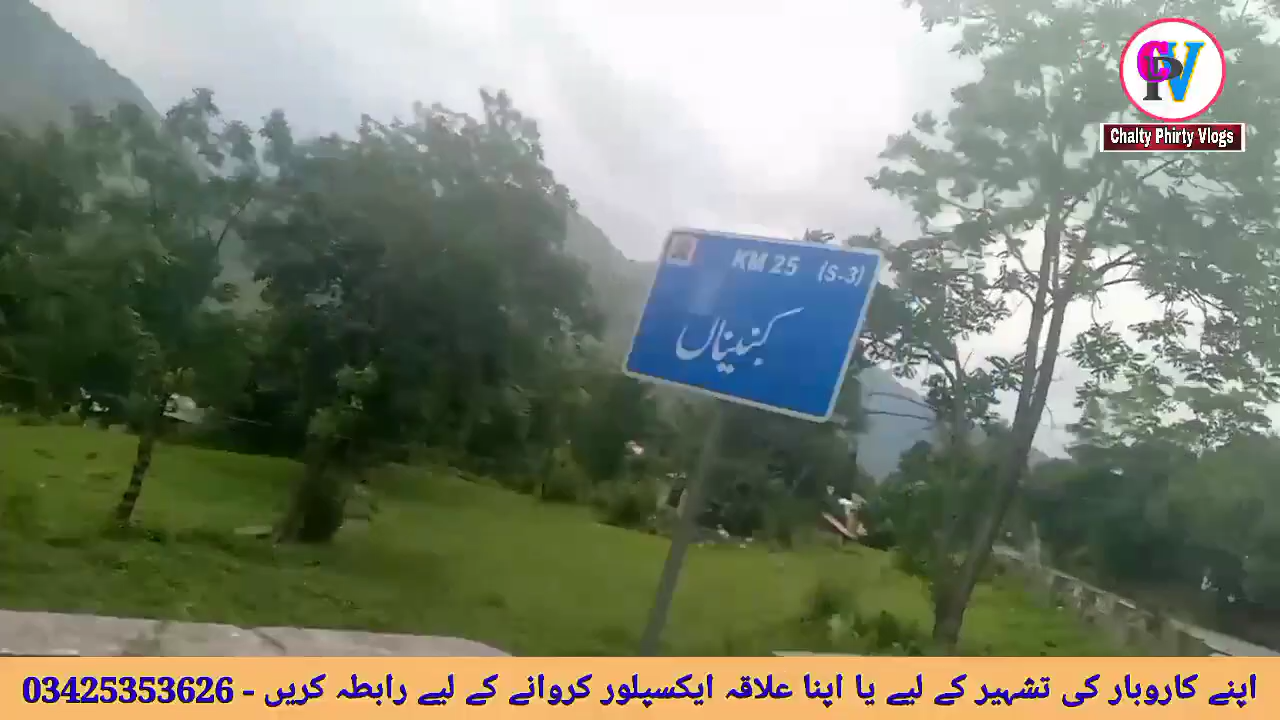 CPV
Chalty Phirty Vlogs
KM 25 (S-3)
کنیناں
اپنے کاروبار کی تشہیر کے لیے یا اپنا علاقہ ایکسپلور کروانے کے لیے رابطہ کریں - 03425353626